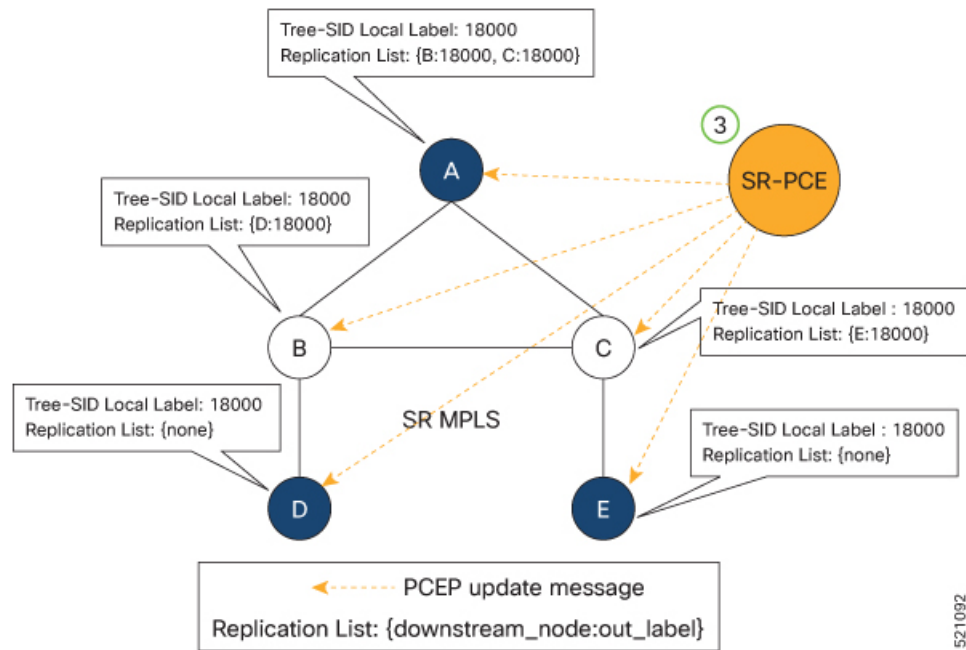 Tree-SID Local Label: 18000
Replication List: {B:18000, C:18000}
3
SR-PCE
A
Tree-SID Local Label: 18000
Replication List: {D:18000}
Tree-SID Local Label : 18000
Replication List: {E:18000}
B
C
Tree-SID Local Label: 18000
Replication List: {none}
SR MPLS
Tree-SID Local Label : 18000
Replication List: {none}
D
E
PCEP update message
Replication List: {downstream_node:out_label}
521092